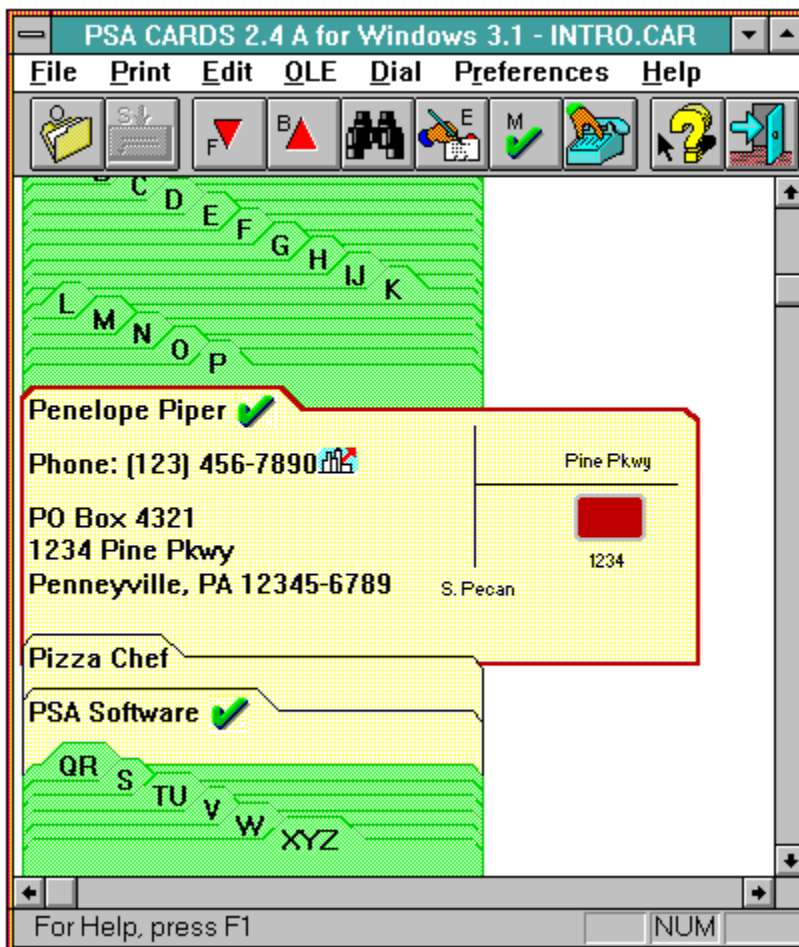 PSA CARDS 2.4 A for Windows 3.1 - INTRO.CAR
File Print Edit OLE Dial Preferences Help
O S F B E M
C
D
E
F
G
H
IJ
K
L
M
N
O
P
Penelope Piper
Phone: (123) 456-7890
Pine Pkwy
PO Box 4321
1234 Pine Pkwy
1234
Penneyville, PA 12345-6789
S. Pecan
Pizza Chef
PSA Software
QR
S
TU
V
W
XYZ
For Help, press F1
NUM